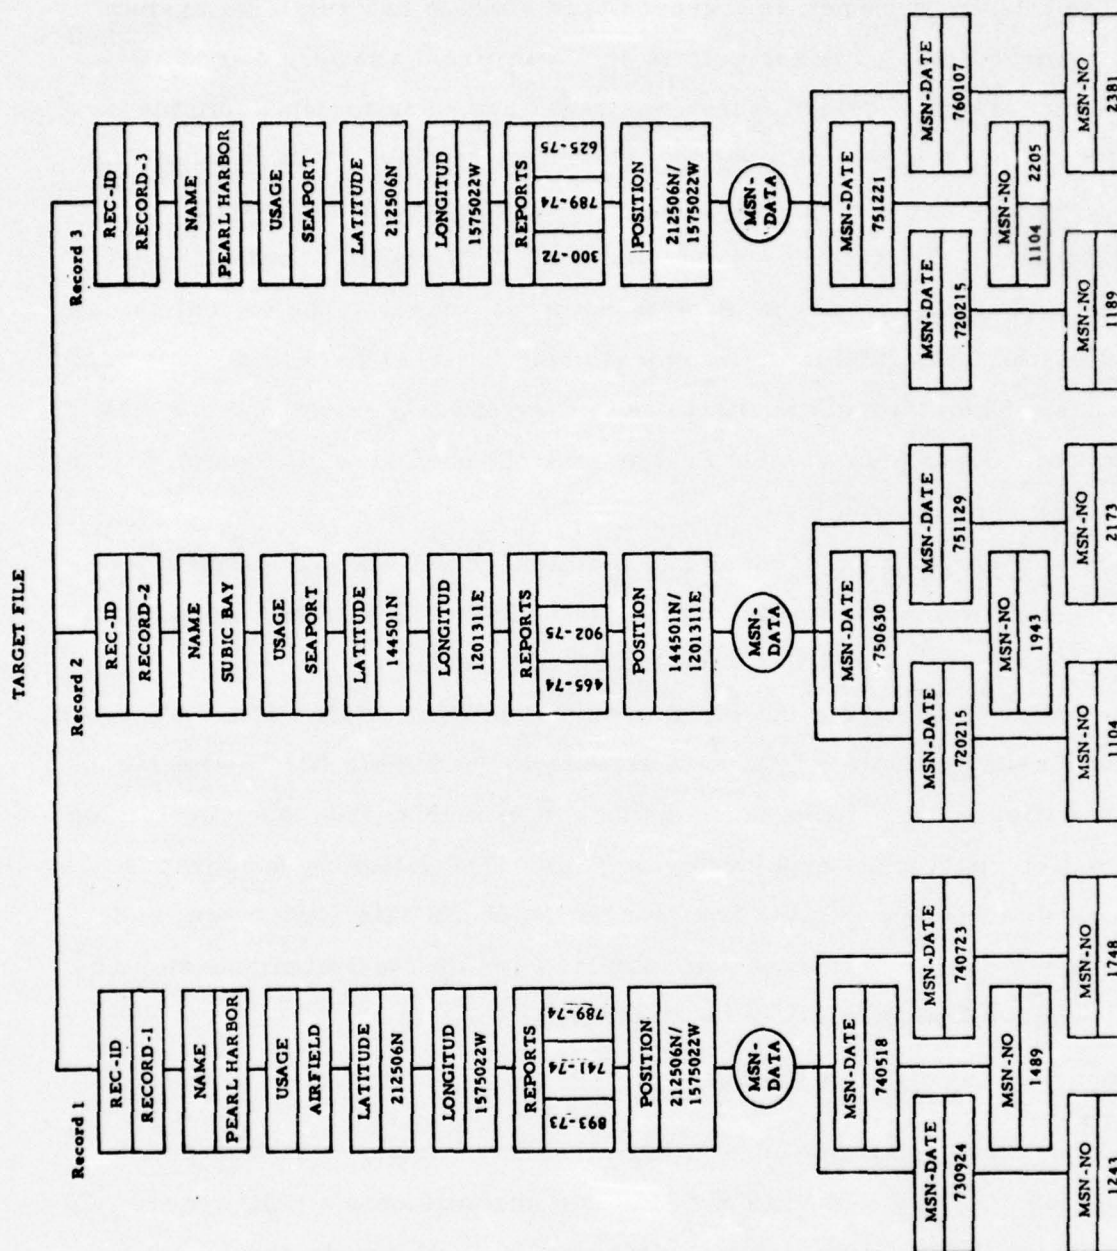 TARGET FILE
Record 1
REC-ID
RECORD-1
NAME
PEARL HARBOR
USAGE
AIRFIELD
LATITUDE
212506N
LONGITUD
1575022W
REPORTS
893-73
741-74
789-74
POSITION
212506N/
1575022W
MSN-
DATA
MSN-DATE
730924
MSN-DATE
740518
MSN-DATE
740723
MSN-NO
1243
MSN-NO
1489
MSN-NO
1748
Record 2
REC-ID
RECORD-2
NAME
SUBIC BAY
USAGE
SEAPORT
LATITUDE
144501N
LONGITUD
1201311E
REPORTS
465-74
902-75
POSITION
144501N/
1201311E
MSN-
DATA
MSN-DATE
720215
MSN-DATE
750630
MSN-DATE
751129
MSN-NO
1104
MSN-NO
1943
MSN-NO
2173
Record 3
REC-ID
RECORD-3
NAME
PEARL HARBOR
USAGE
SEAPORT
LATITUDE
212506N
LONGITUD
1575022W
REPORTS
300-72
789-74
625-75
POSITION
212506N/
1575022W
MSN-
DATA
MSN-DATE
720215
MSN-DATE
751221
MSN-DATE
760107
MSN-NO
1189
MSN-NO
1104 2205
MSN-NO
2381